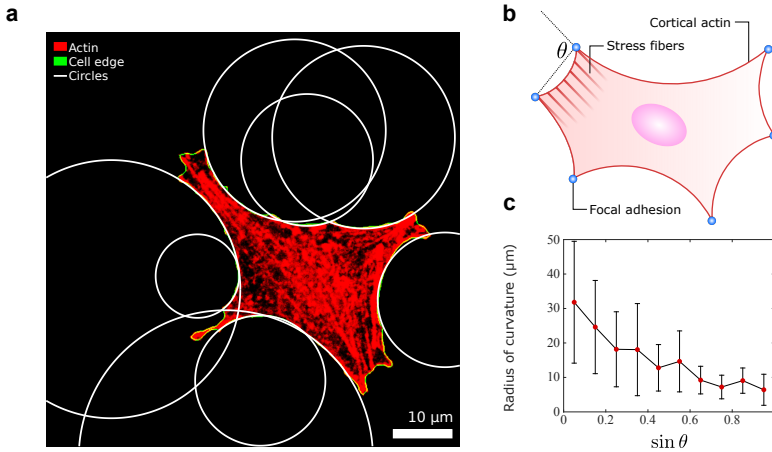 a
Actin
Cell edge
Circles
10 μm
b
θ
Cortical actin
Stress fibers
Focal adhesion
c
Radius of curvature (μm)
50
40
30
20
10
0
0
0.2
0.4
0.6
0.8
sin θ